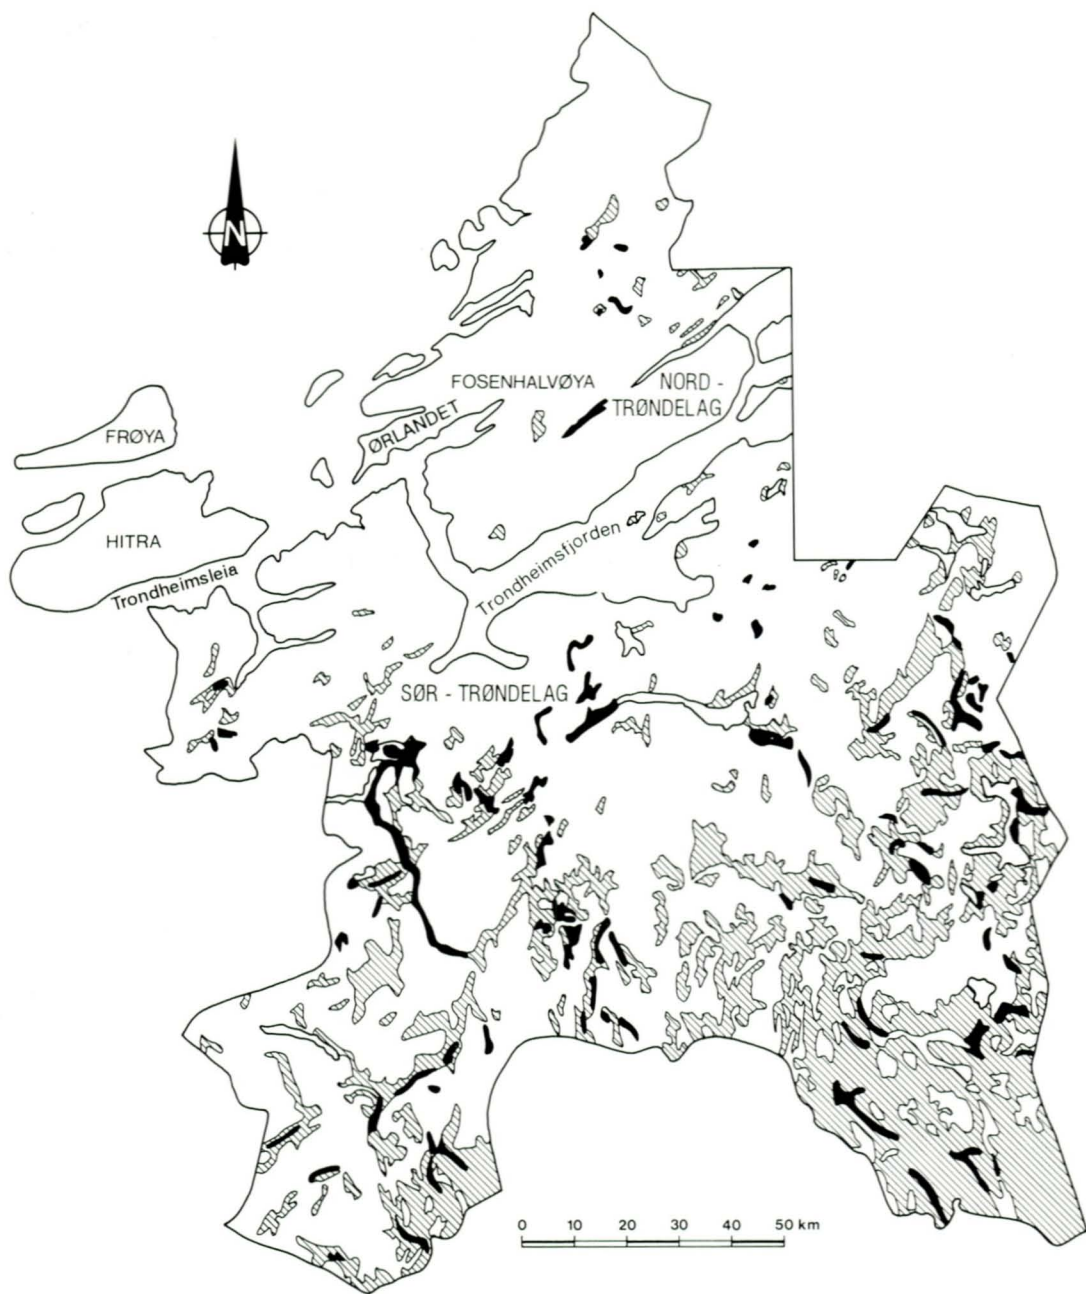 N
FOSENHALVØYA
NORD -
TRØNDELAG
ØRLANDET
FRØYA
HITRA
Trondheimsleia
Trondheimsfjorden
SØR - TRØNDELAG
0 10 20 30 40 50 km